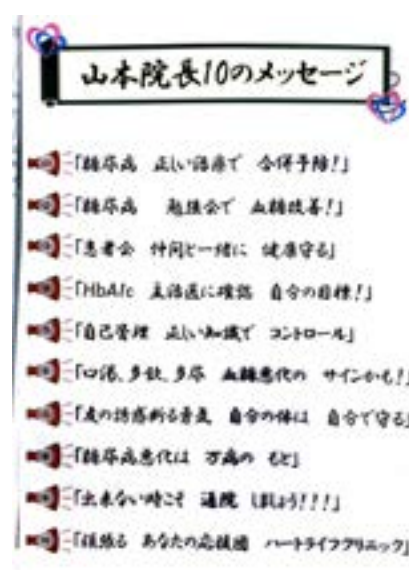 山本院長10のメッセージ
「糖尿病 正しい治療で 合併予防!」
「糖尿病 勉強会で 血糖改善!」
「患者会 仲間と一緒に 健康守る」
「HbA1c 主治医に確認 自分の目標!」
「自己管理 正しい知識で コントロール」
「口渇、多飲、多尿 血糖悪化の サインかも!」
「友の誘惑断る勇気 自分の体は 自分で守る」
「糖尿病悪化は 万病の もと」
「出来ない時こそ 通院 しましょう!!!」
「頑張る あなたの応援団 ハートライフクリニック」